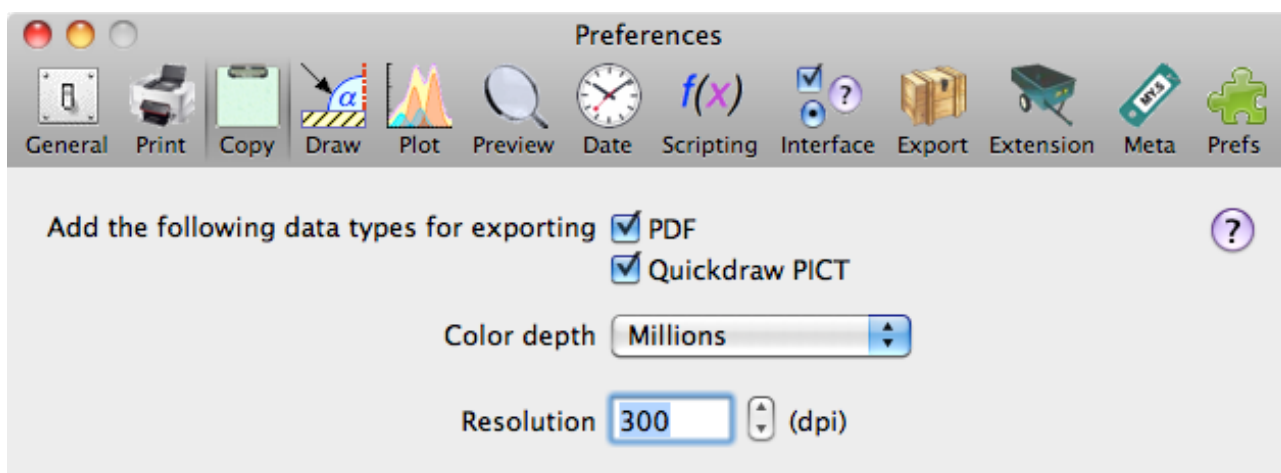 Preferences
General Print Copy Draw Plot Preview Date Scripting Interface Export Extension Meta Prefs
Add the following data types for exporting PDF
Quickdraw PICT
Color depth Millions
Resolution 300 (dpi)
α
f(x)
?
MY.S
?